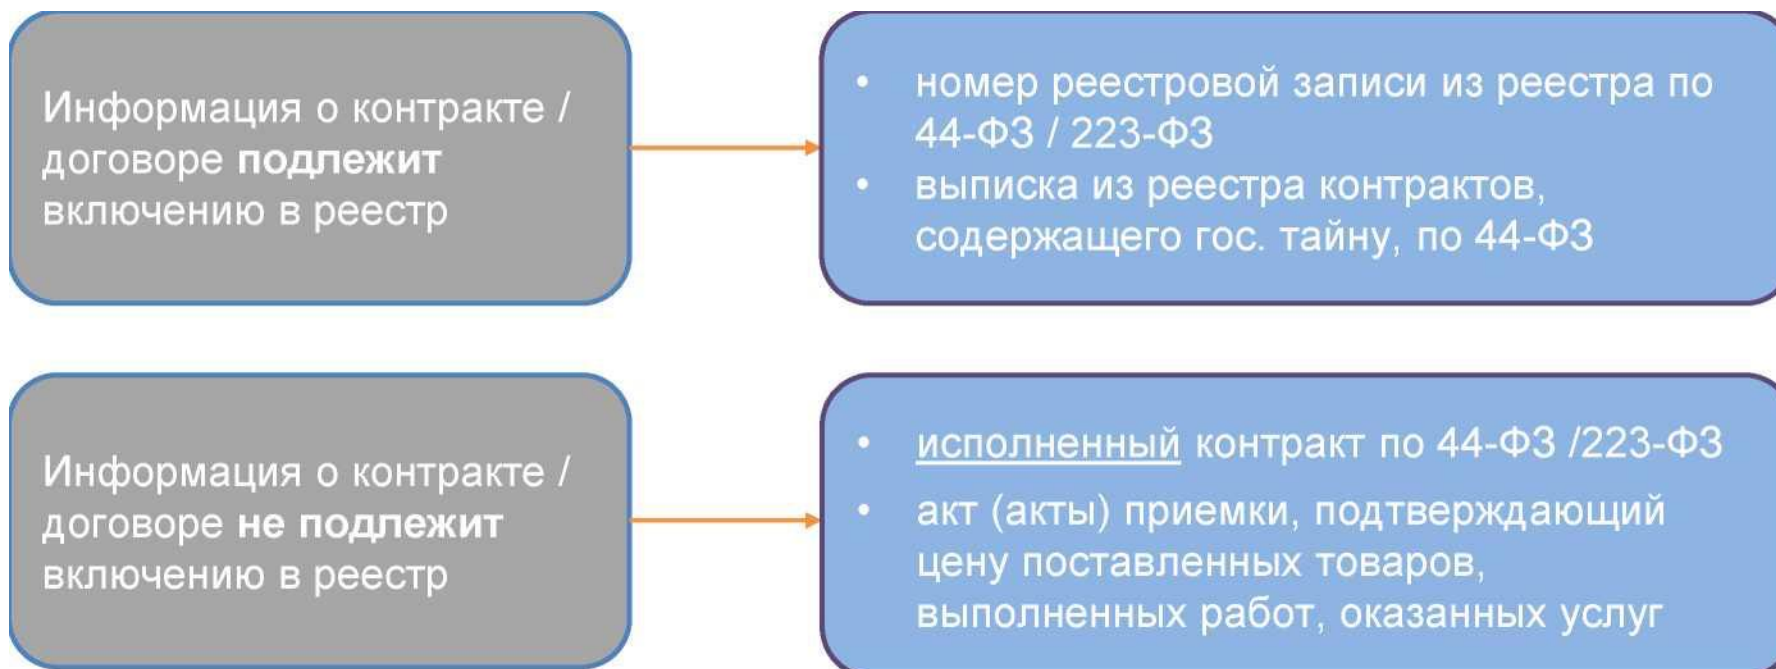 Информация о контракте /
договоре подлежит
включению в реестр
• номер реестровой записи из реестра по
44-ФЗ / 223-ФЗ
• выписка из реестра контрактов,
содержащего гос. тайну, по 44-ФЗ
Информация о контракте /
договоре не подлежит
включению в реестр
• исполненный контракт по 44-ФЗ /223-ФЗ
• акт (акты) приемки, подтверждающий
цену поставленных товаров,
выполненных работ, оказанных услуг